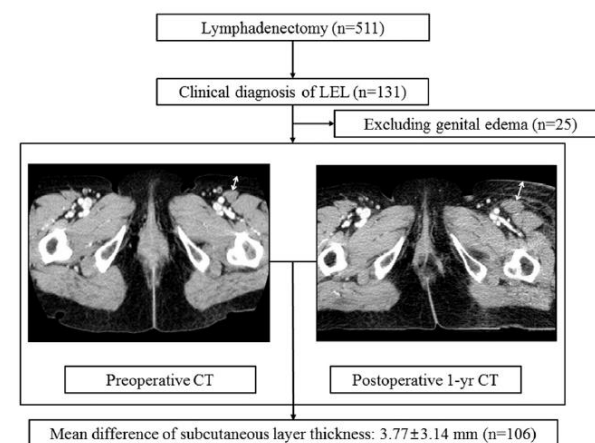 Lymphadenectomy (n=511)
Clinical diagnosis of LEL (n=131)
Excluding genital edema (n=25)
Preoperative CT
Postoperative 1-yr CT
Mean difference of subcutaneous layer thickness: 3.77±3.14 mm (n=106)